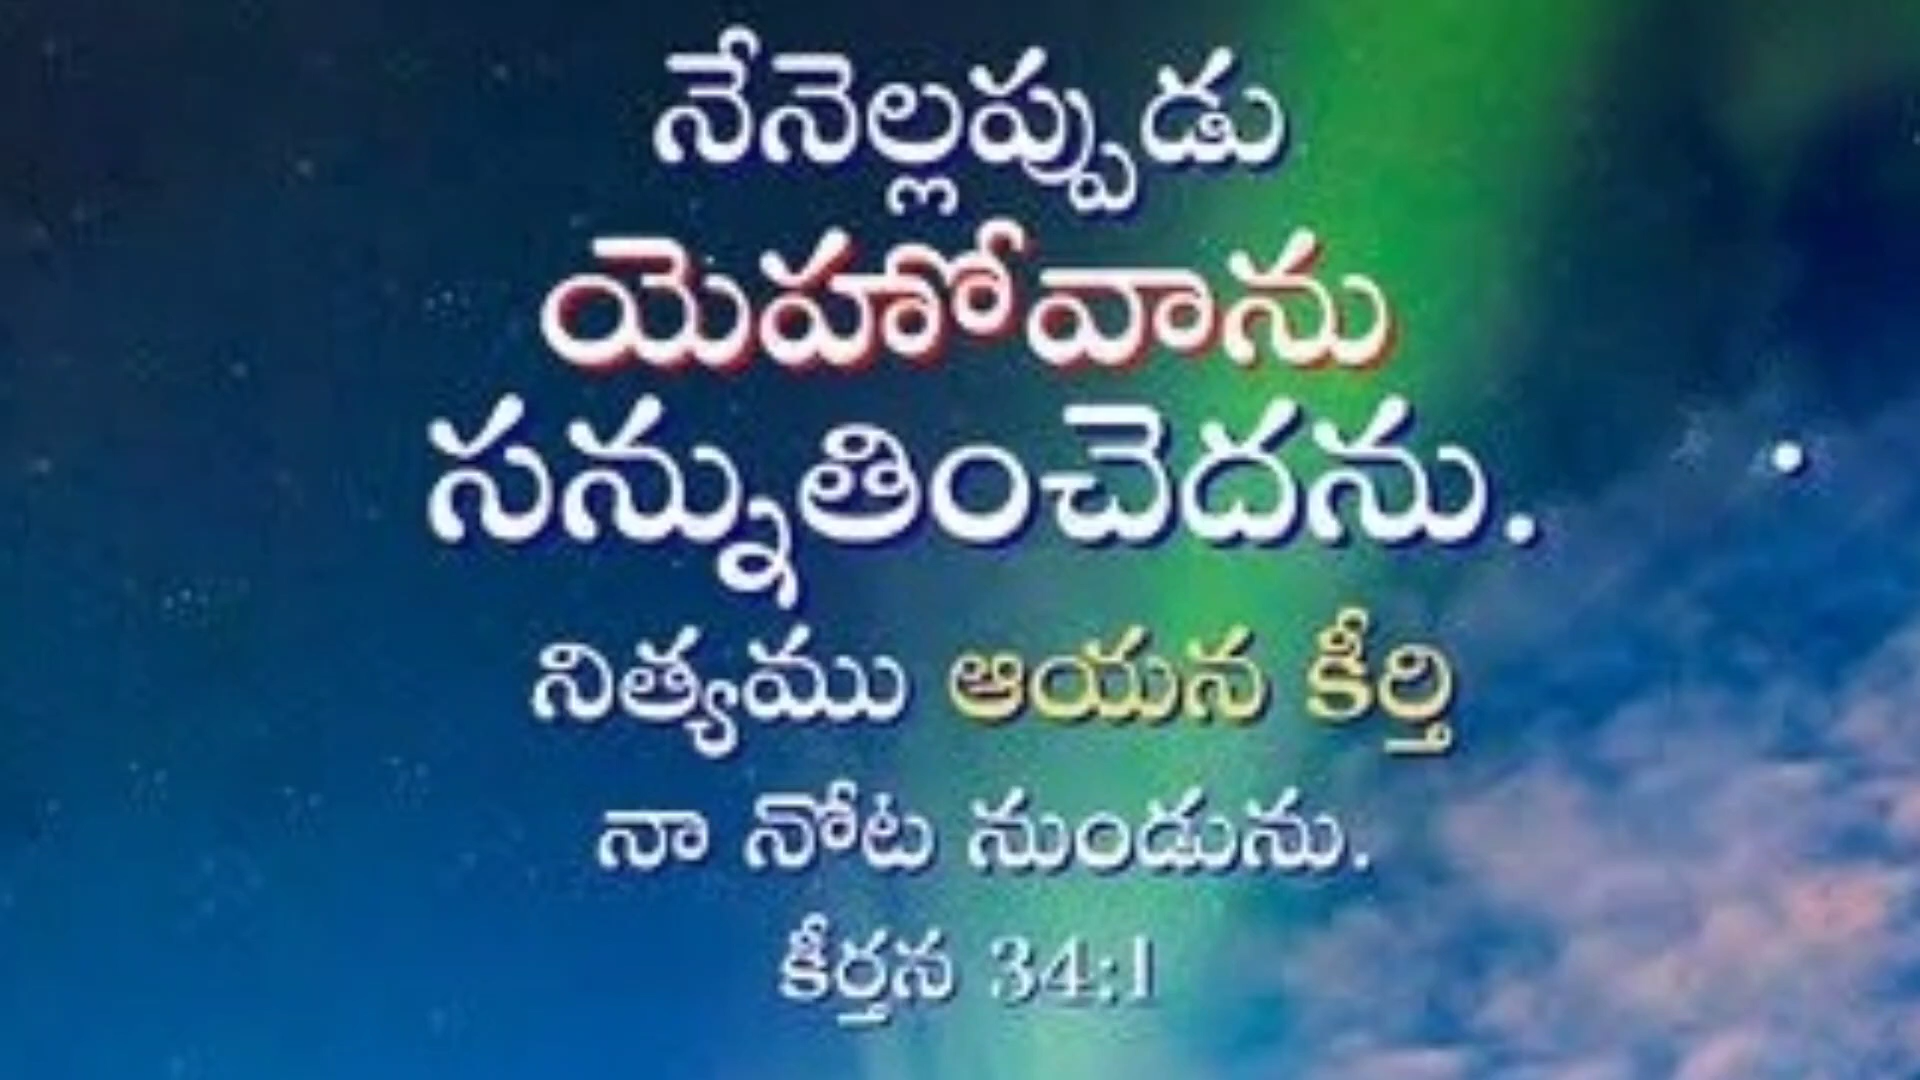 నేనెల్లప్పుడు
యెహోవాను
సన్నుతించెదను.
నిత్యము ఆయన కీర్తి
నా నోట నుండును.
కీర్తన 34:1